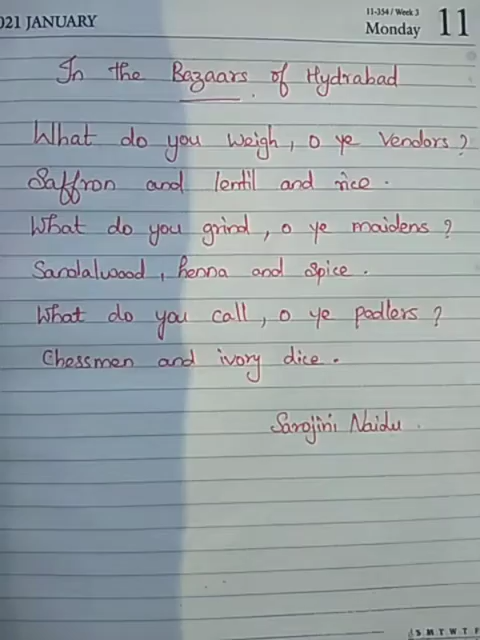 021 JANUARY
11-354 / Week 3
Monday 11
In the Bazaars of Hydrabad
What do you weigh, o ye vendors?
Saffron and lentil and rice.
What do you grind, o ye maidens?
Sandalwood, henna and spice.
What do you call, o ye pedlers?
Chessmen and ivory dice.
Sarojini Naidu.
S M T W T F